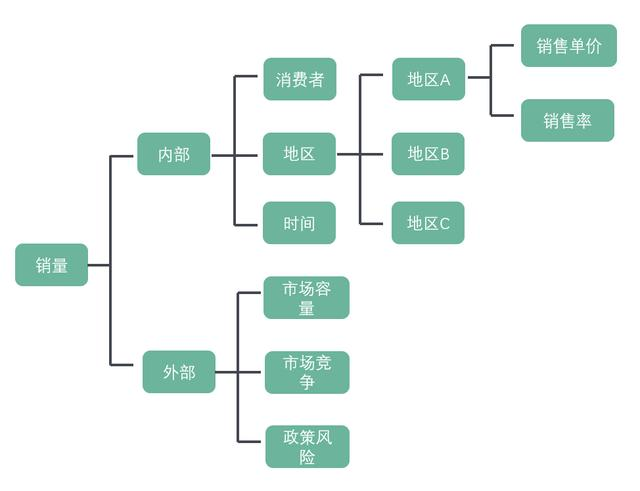 销售单价
消费者
地区A
销售率
内部
地区
地区B
时间
地区C
销量
市场容
量
外部
市场竞
争
政策风
险